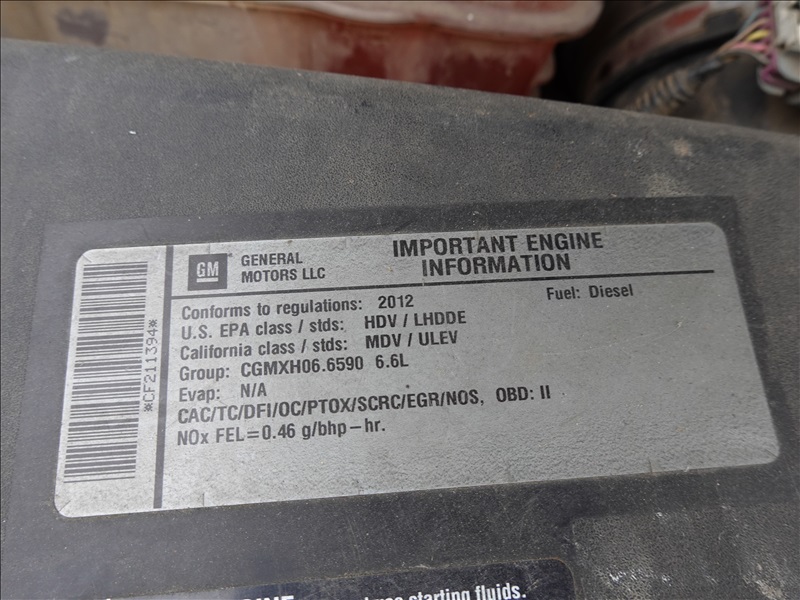 GM
GENERAL
MOTORS LLC
IMPORTANT ENGINE
INFORMATION
Conforms to regulations: 2012
Fuel: Diesel
U.S. EPA class / stds: HDV / LHDDE
California class / stds: MDV / ULEV
Group: CGMXH06.6590 6.6L
Evap: N/A
CAC/TC/DFI/OC/PTOX/SCRC/EGR/NOS, OBD: II
NOx FEL=0.46 g/bhp-hr.
*CF211394*
starting fluids.